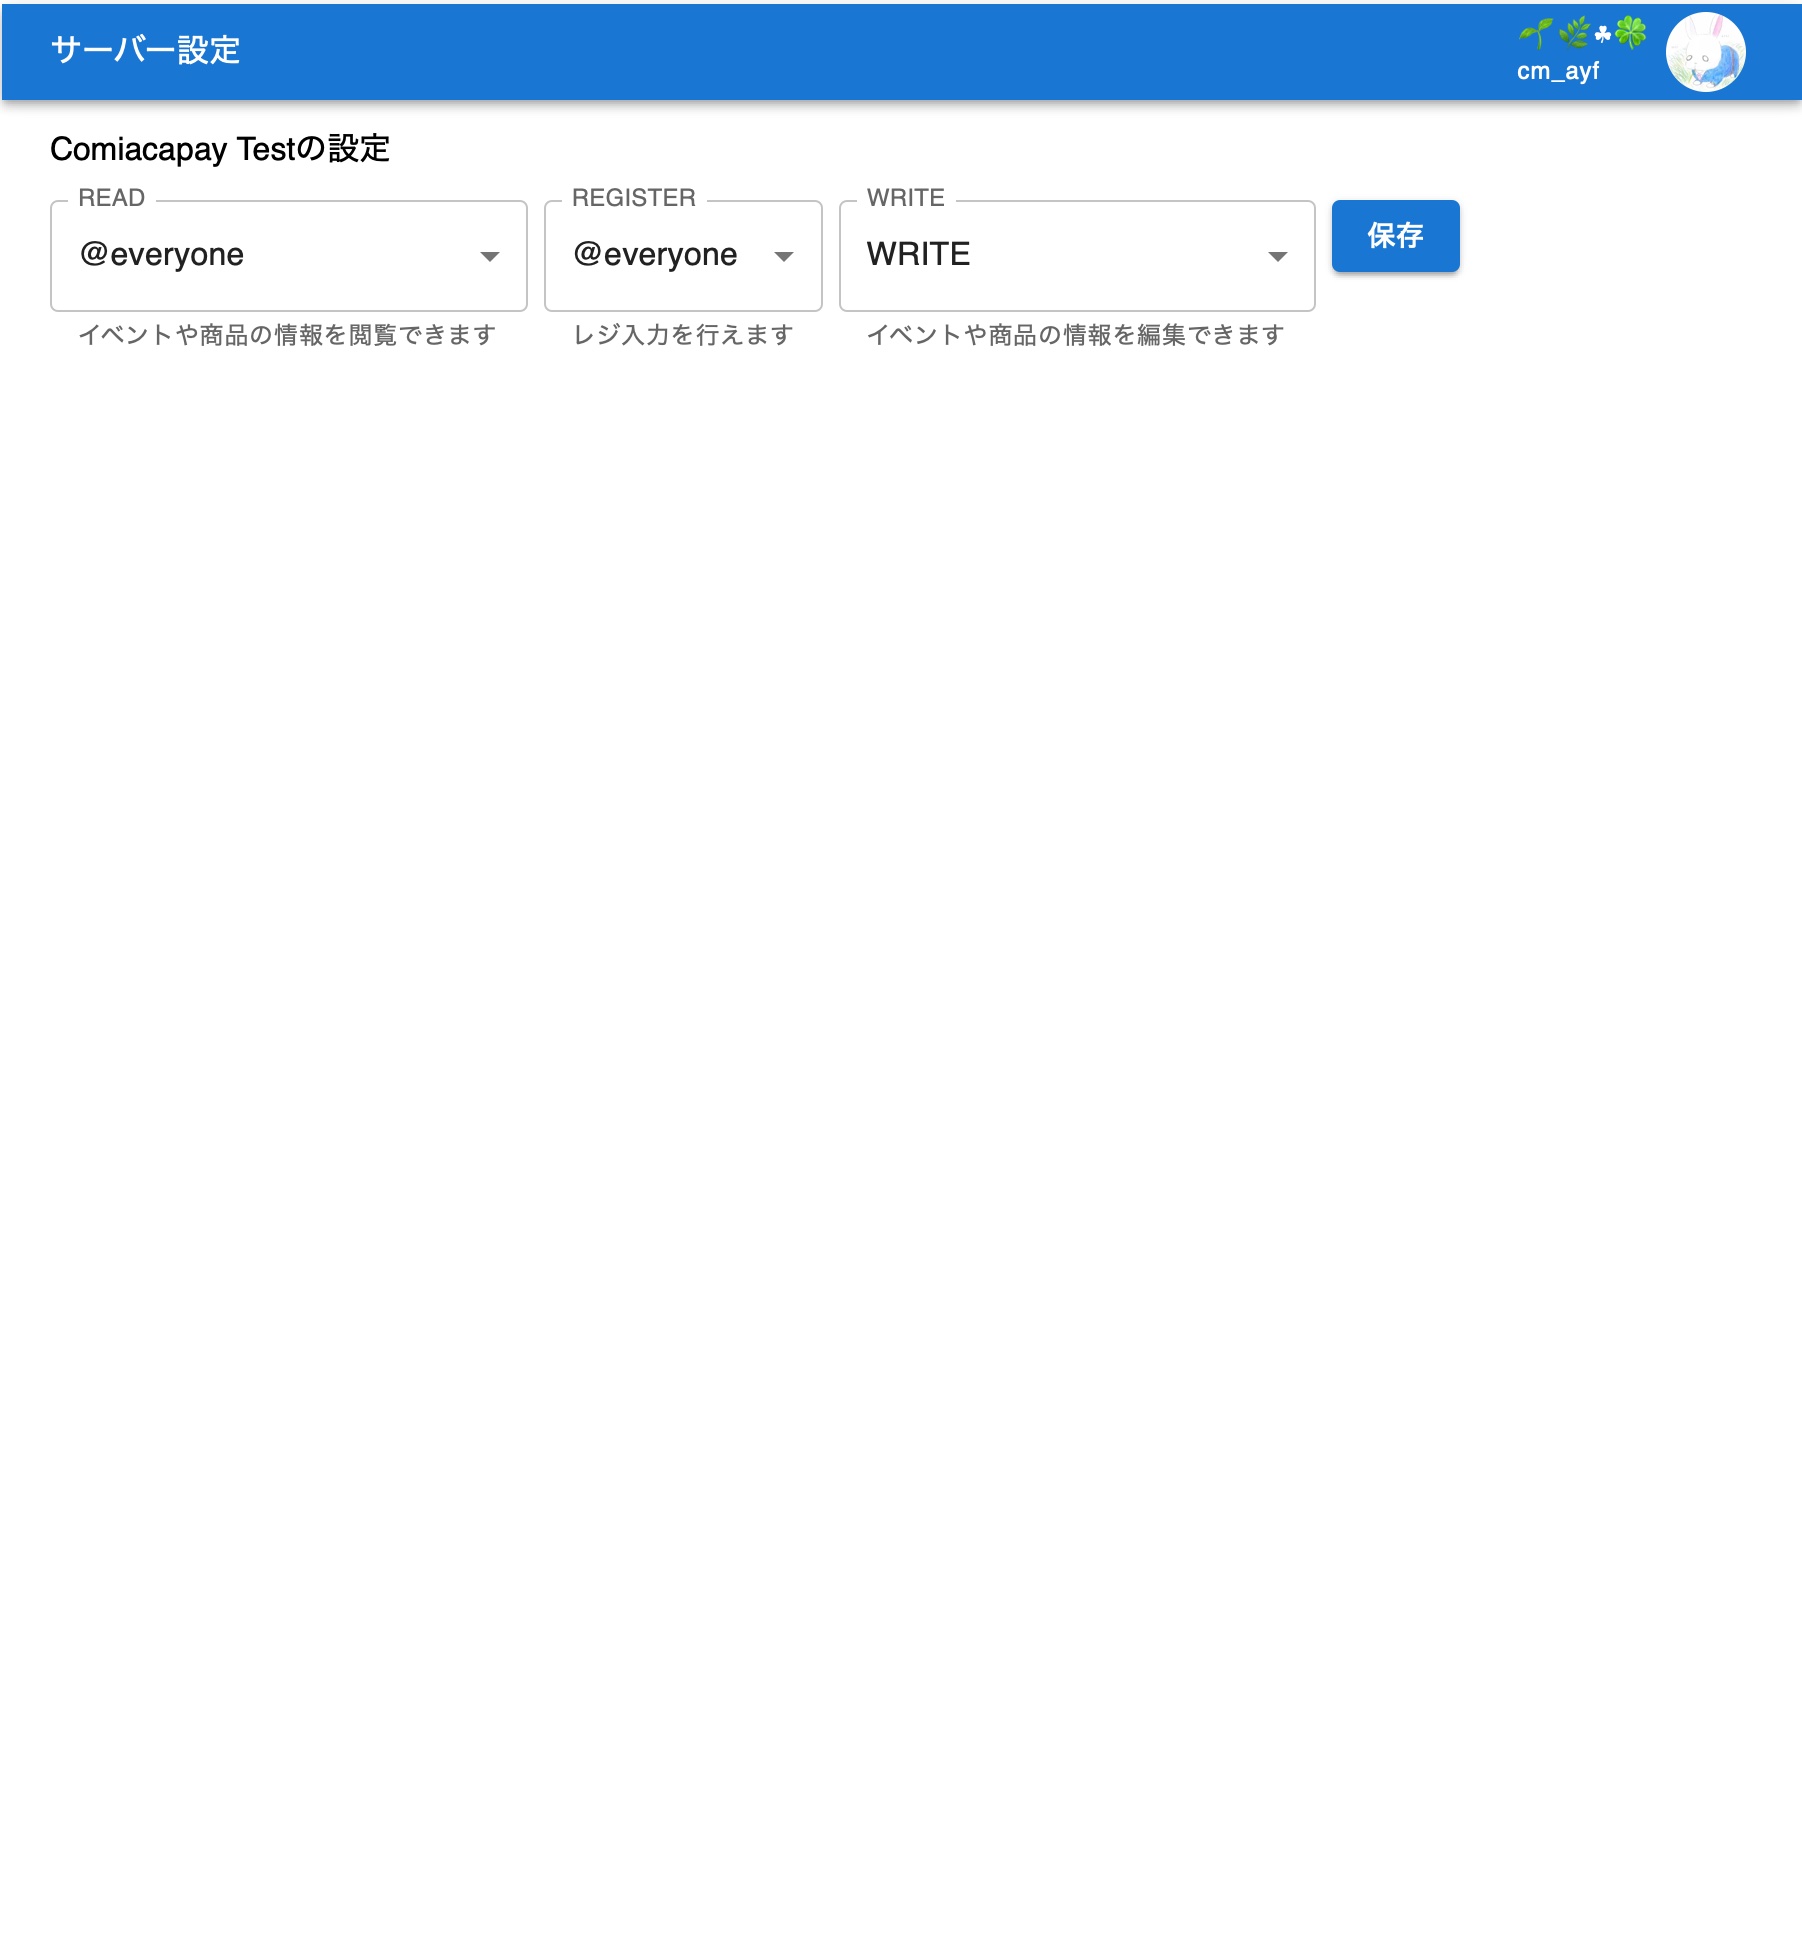 サーバー設定
🌱🌿☘🍀
cm_ayf
Comiacapay Testの設定
READ
@everyone
イベントや商品の情報を閲覧できます
REGISTER
@everyone
レジ入力を行えます
WRITE
WRITE
イベントや商品の情報を編集できます
保存